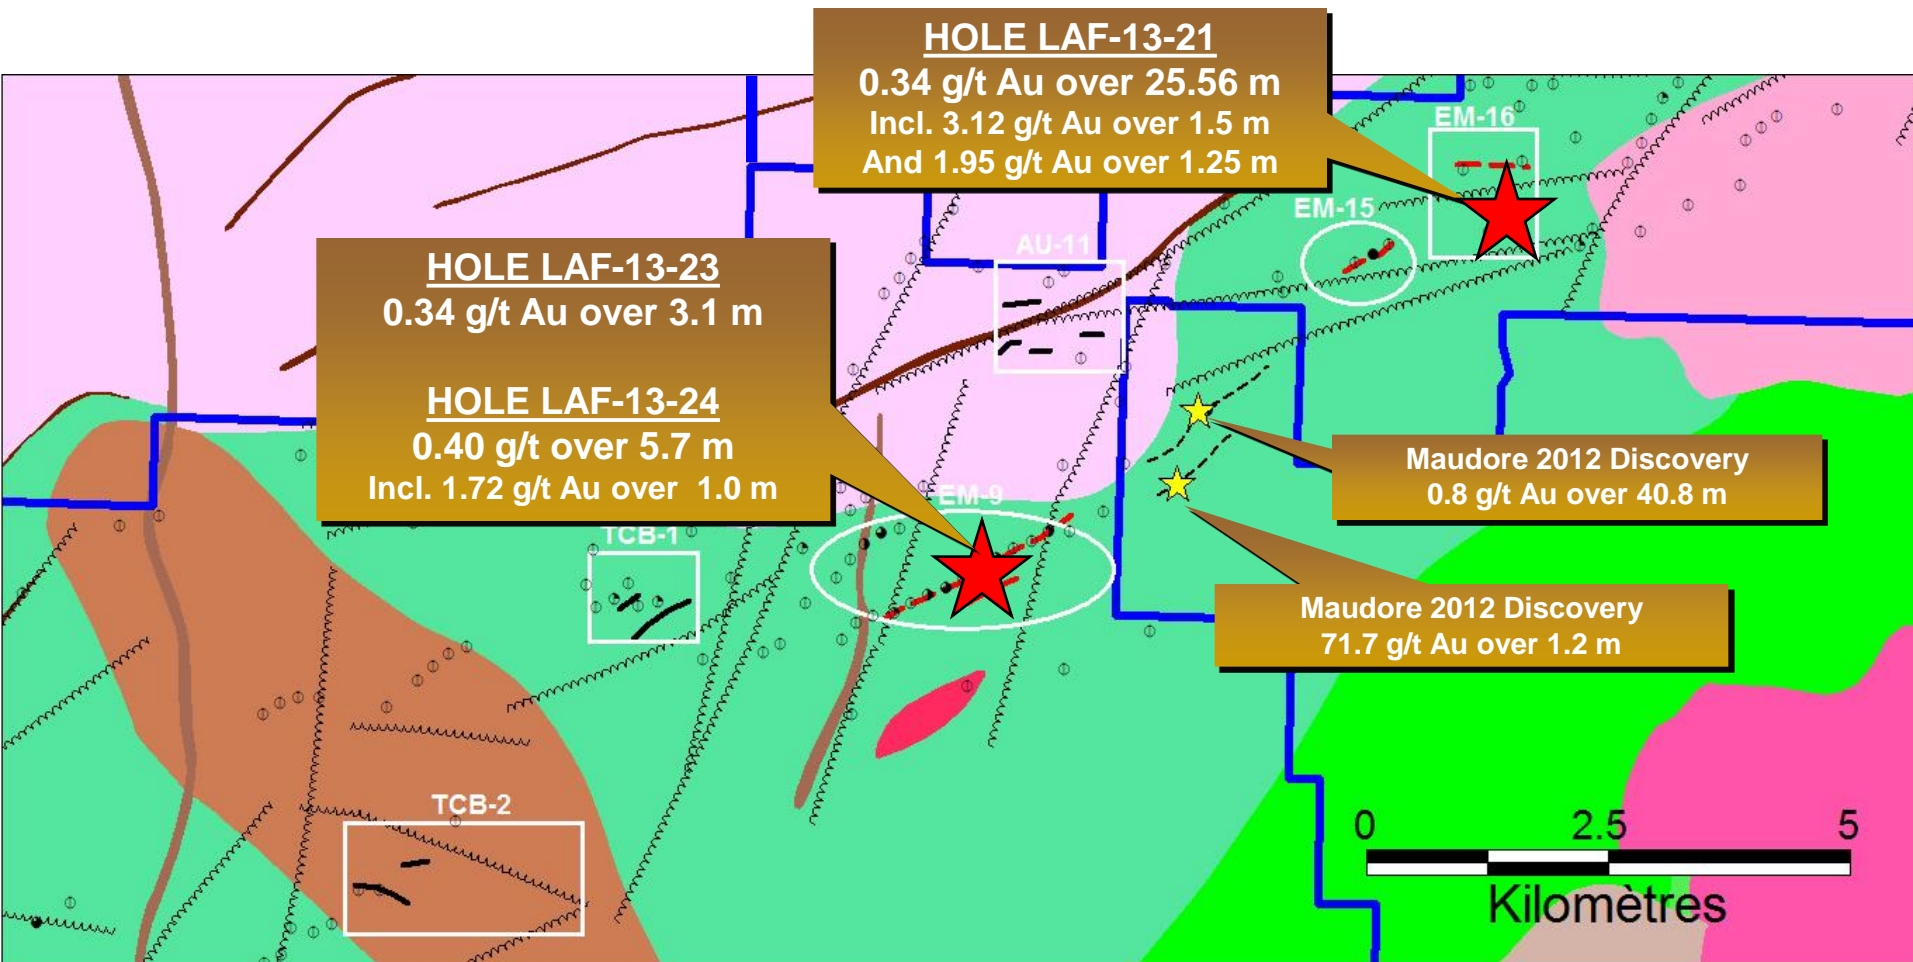 HOLE LAF-13-21
0.34 g/t Au over 25.56 m
Incl. 3.12 g/t Au over 1.5 m
And 1.95 g/t Au over 1.25 m
EM-16
EM-15
AU-11
HOLE LAF-13-23
0.34 g/t Au over 3.1 m
HOLE LAF-13-24
0.40 g/t over 5.7 m
Incl. 1.72 g/t Au over 1.0 m
Maudore 2012 Discovery
0.8 g/t Au over 40.8 m
EM-9
TCB-1
Maudore 2012 Discovery
71.7 g/t Au over 1.2 m
TCB-2
0 2.5 5
Kilomètres